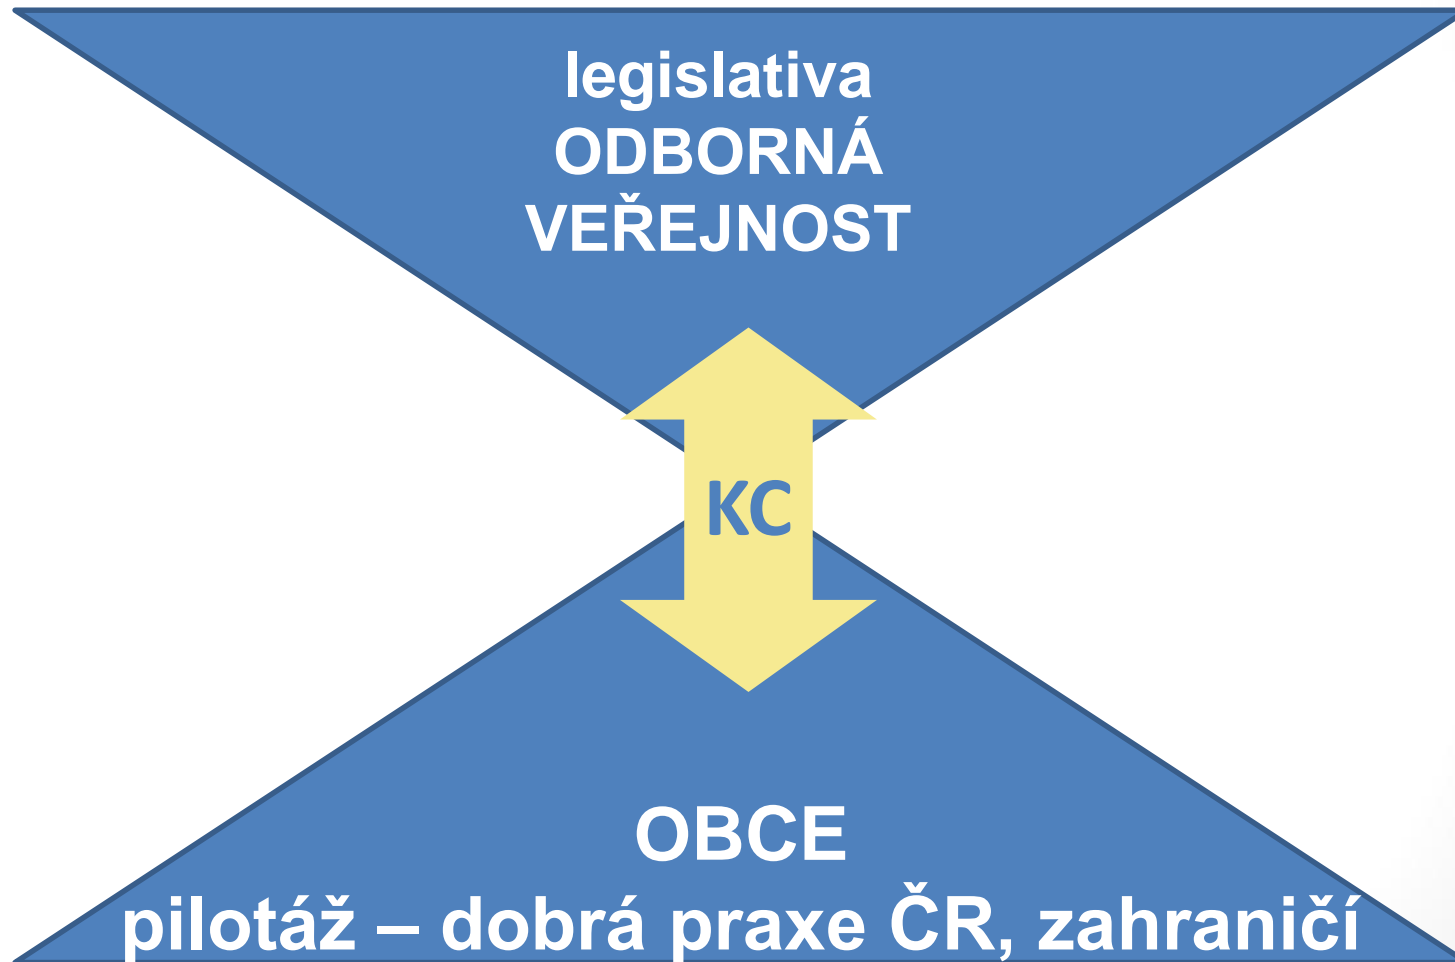 legislativa
ODBORNÁ
VEŘEJNOST
KC
OBCE
pilotáž – dobrá praxe ČR, zahraničí